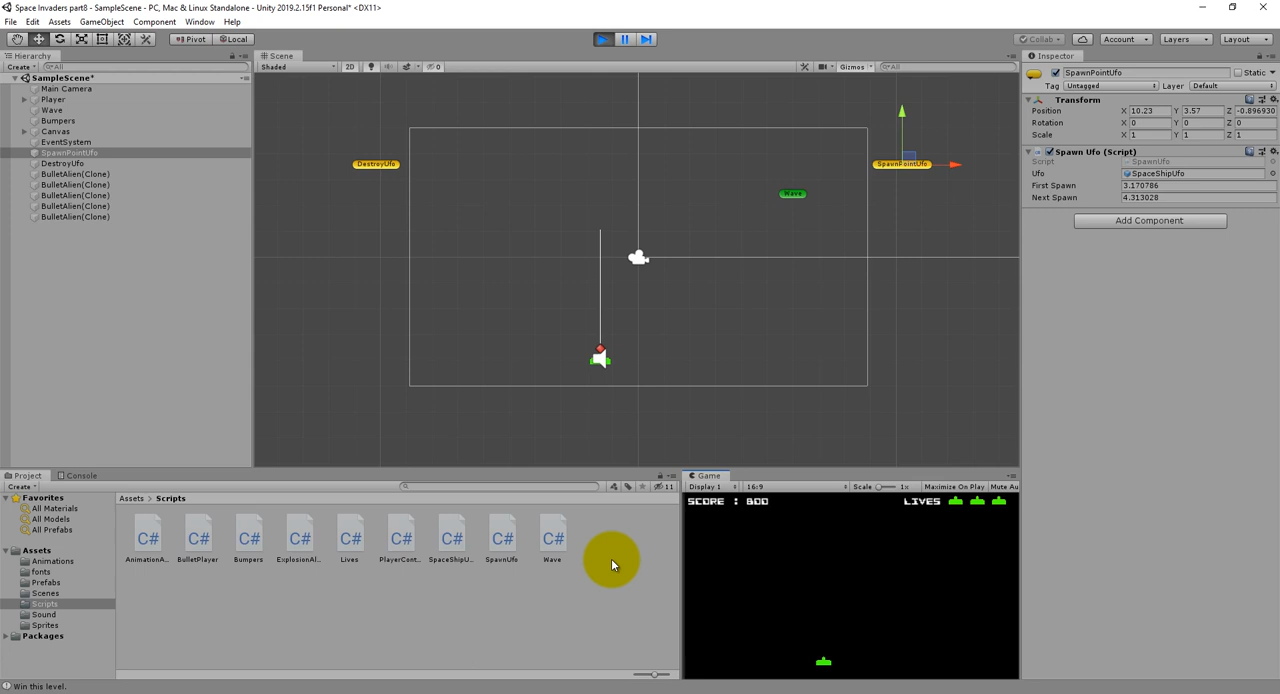 Space Invaders part8 - SampleScene - PC, Mac & Linux Standalone - Unity 2019.2.15f1 Personal* <DX11>
File Edit Assets GameObject Component Window Help
Pivot Local Collab Account Layers Layout
Hierarchy
Create All
SampleScene*
Main Camera
Player
Wave
Bumpers
Canvas
EventSystem
SpawnPointUfo
DestroyUfo
BulletAlien(Clone)
BulletAlien(Clone)
BulletAlien(Clone)
BulletAlien(Clone)
BulletAlien(Clone)
Scene
Shaded 2D 0 Gizmos All
DestroyUfo
SpawnPointUfo
Wave
Inspector
SpawnPointUfo Static
Tag Untagged Layer Default
Transform
Position X 10.23 Y 3.57 Z -0.896930
Rotation X 0 Y 0 Z 0
Scale X 1 Y 1 Z 1
Spawn Ufo (Script)
Script SpawnUfo
Ufo SpaceShipUfo
First Spawn 3.170786
Next Spawn 4.313028
Add Component
Project Console
Create 11
Favorites
All Materials
All Models
All Prefabs
Assets
Animations
fonts
Prefabs
Scenes
Scripts
Sound
Sprites
Packages
Assets > Scripts
C# C# C# C# C# C# C# C# C#
AnimationA... BulletPlayer Bumpers ExplosionAl... Lives PlayerCont... SpaceShipU... SpawnUfo Wave
Game
Display 1 16:9 Scale 1x Maximize On Play Mute Au
SCORE : 800 LIVES
Win this level.